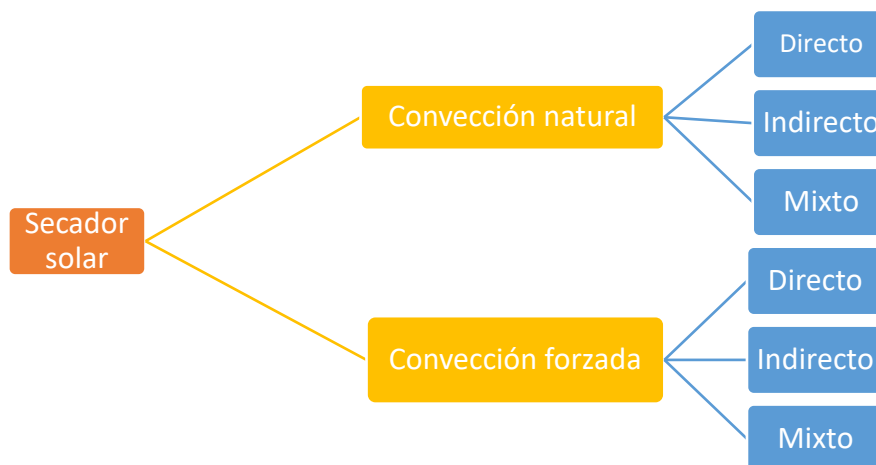 Secador
solar
Convección natural
Directo
Indirecto
Mixto
Convección forzada
Directo
Indirecto
Mixto